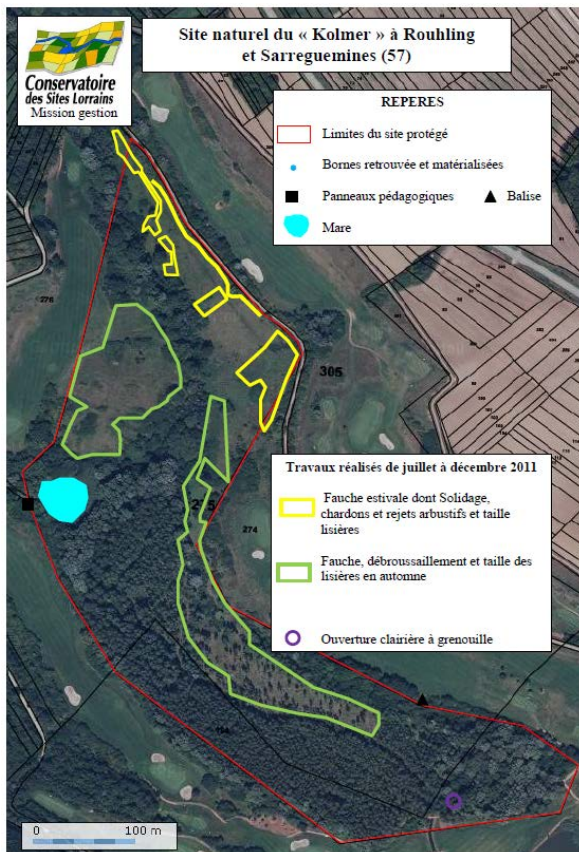 Site naturel du « Kolmer » à Rouhling
et Sarreguemines (57)
Conservatoire
des Sites Lorrains
Mission gestion
REPERES
Limites du site protégé
Bornes retrouvée et matérialisées
Panneaux pédagogiques
Balise
Mare
276
305
274
Travaux réalisés de juillet à décembre 2011
Fauche estivale dont Solidage,
chardons et rejets arbustifs et taille
lisières
Fauche, débroussaillement et taille des
lisières en automne
Ouverture clairière à grenouille
0 100 m